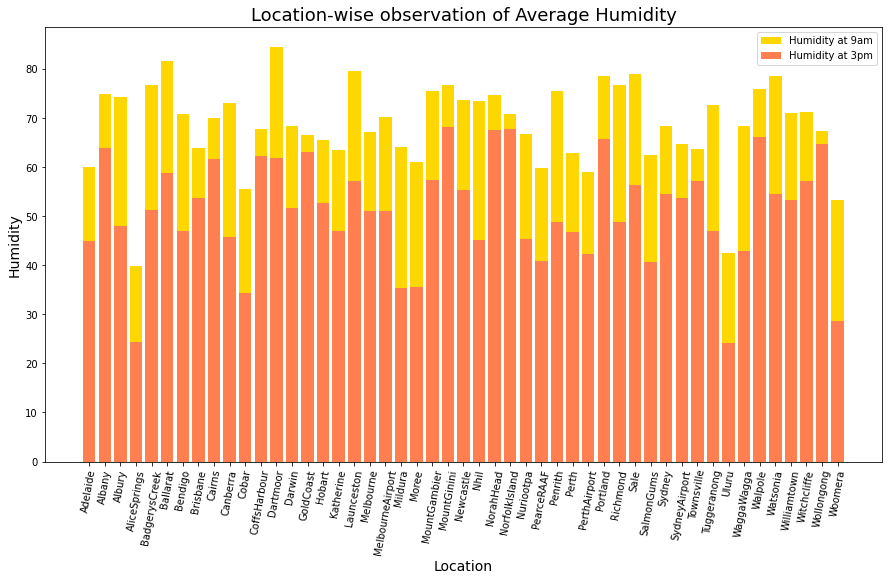 Location-wise observation of Average Humidity
Humidity at 9am
Humidity at 3pm
Humidity
80
70
60
50
40
30
20
10
0
Adelaide
Albany
Albury
AliceSprings
BadgerysCreek
Ballarat
Bendigo
Brisbane
Cairns
Canberra
Cobar
CoffsHarbour
Dartmoor
Darwin
GoldCoast
Hobart
Katherine
Launceston
Melbourne
MelbourneAirport
Mildura
Moree
MountGambier
MountGinini
Newcastle
Nhil
NorahHead
NorfolkIsland
Nuriootpa
PearceRAAF
Penrith
Perth
PerthAirport
Portland
Richmond
Sale
SalmonGums
Sydney
SydneyAirport
Townsville
Tuggeranong
Uluru
WaggaWagga
Walpole
Watsonia
Williamtown
Witchcliffe
Wollongong
Woomera
Location